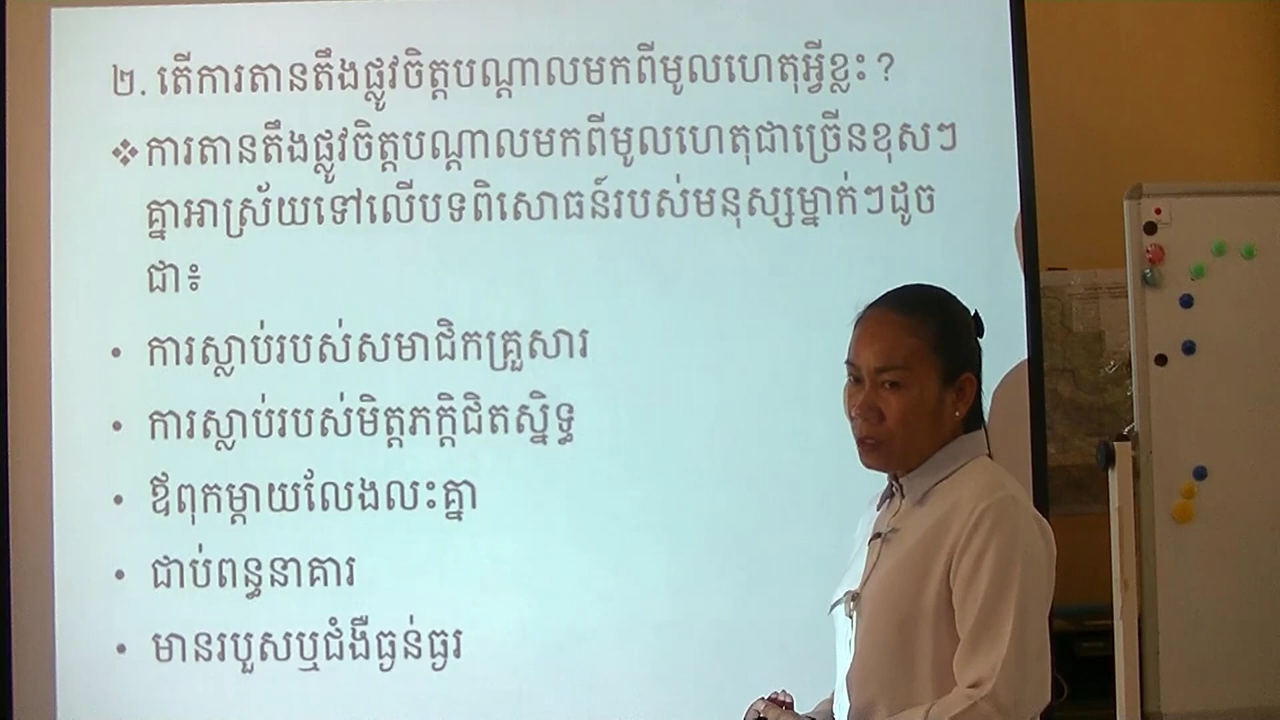 ២. តើការតានតឹងផ្លូវចិត្តបណ្ដាលមកពីមូលហេតុអ្វីខ្លះ ?
❖ ការតានតឹងផ្លូវចិត្តបណ្ដាលមកពីមូលហេតុជាច្រើនខុសៗ
គ្នាអាស្រ័យទៅលើបទពិសោធន៍របស់មនុស្សម្នាក់ៗដូច
ជា៖
• ការស្លាប់របស់សមាជិកគ្រួសារ
• ការស្លាប់របស់មិត្តភក្ដិជិតស្និទ្ធ
• ឪពុកម្ដាយលែងលះគ្នា
• ជាប់ពន្ធនាគារ
• មានរបួសឬជំងឺធ្ងន់ធ្ងរ